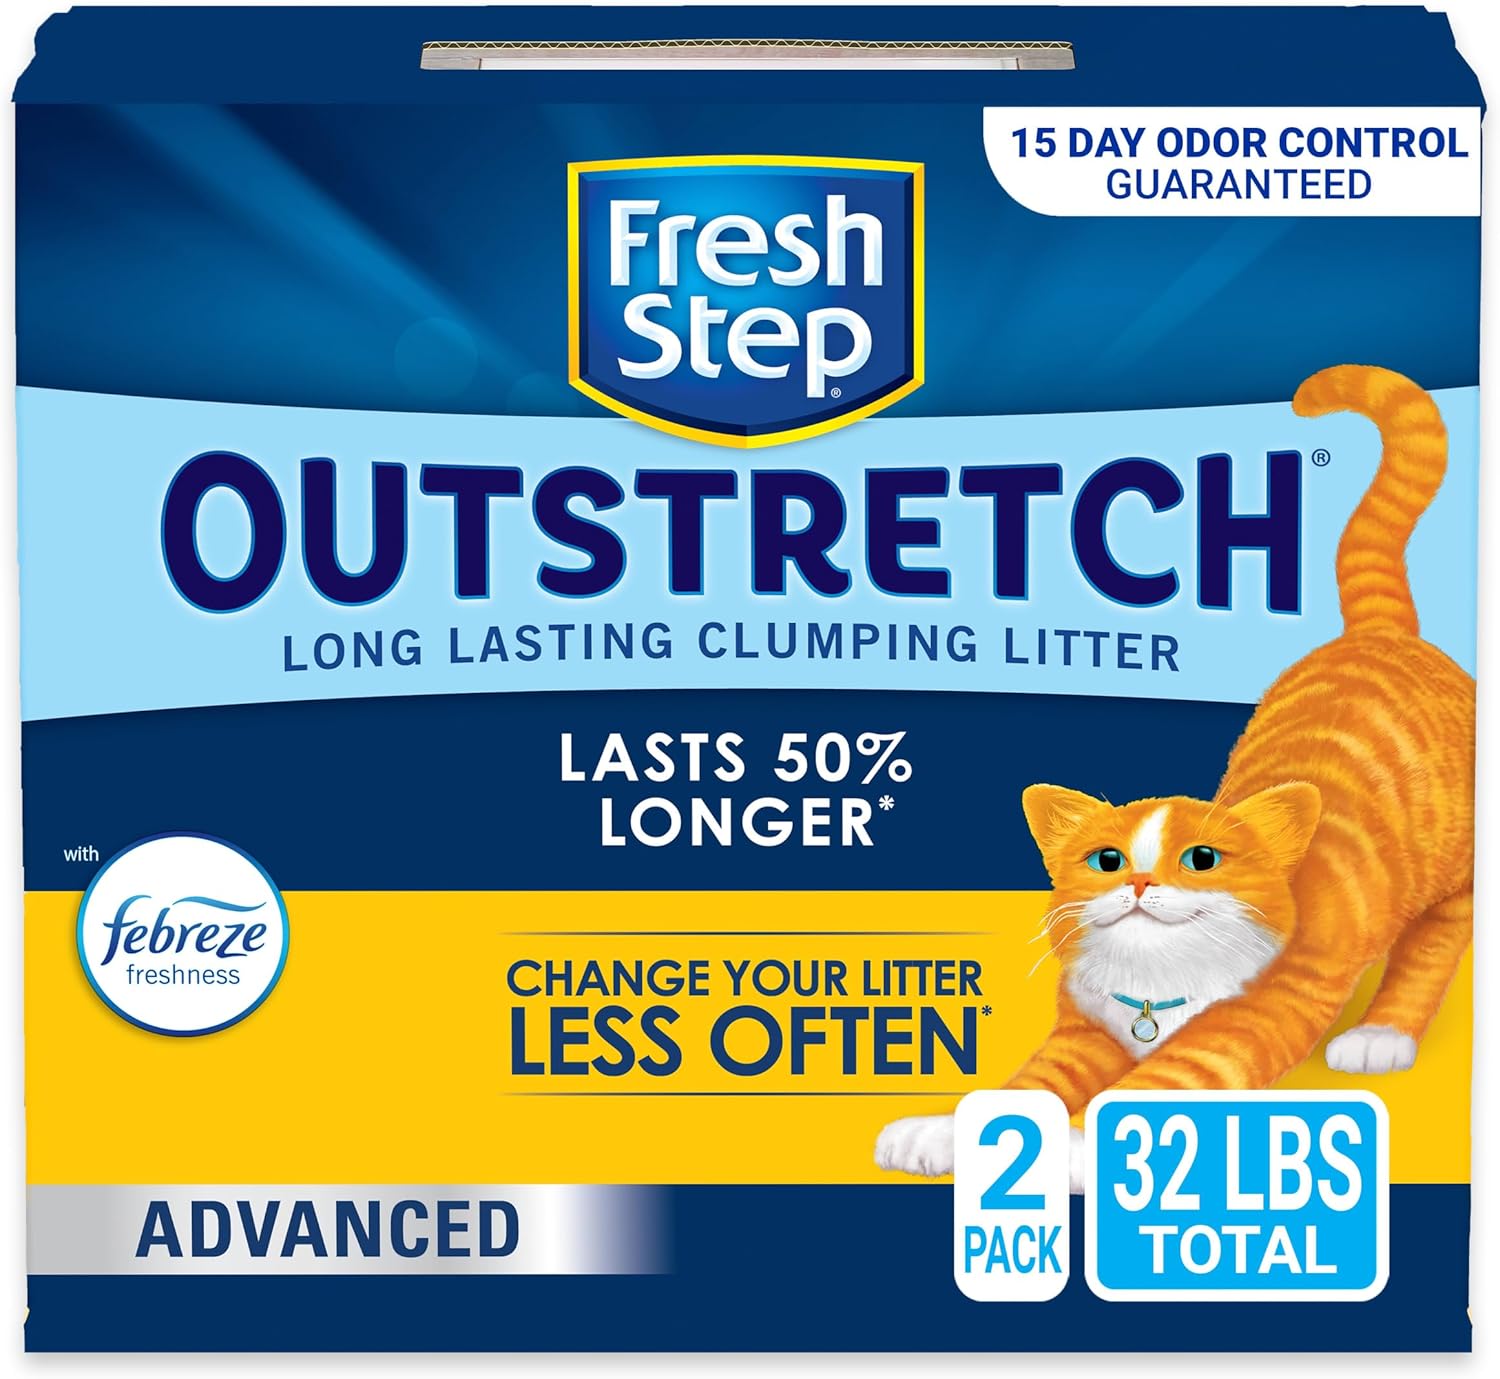 15 DAY ODOR CONTROL
GUARANTEED
Fresh
Step®
OUTSTRETCH®
LONG LASTING CLUMPING LITTER
LASTS 50%
LONGER*
with
febreze
freshness
CHANGE YOUR LITTER
LESS OFTEN*
ADVANCED
2
PACK
32 LBS
TOTAL